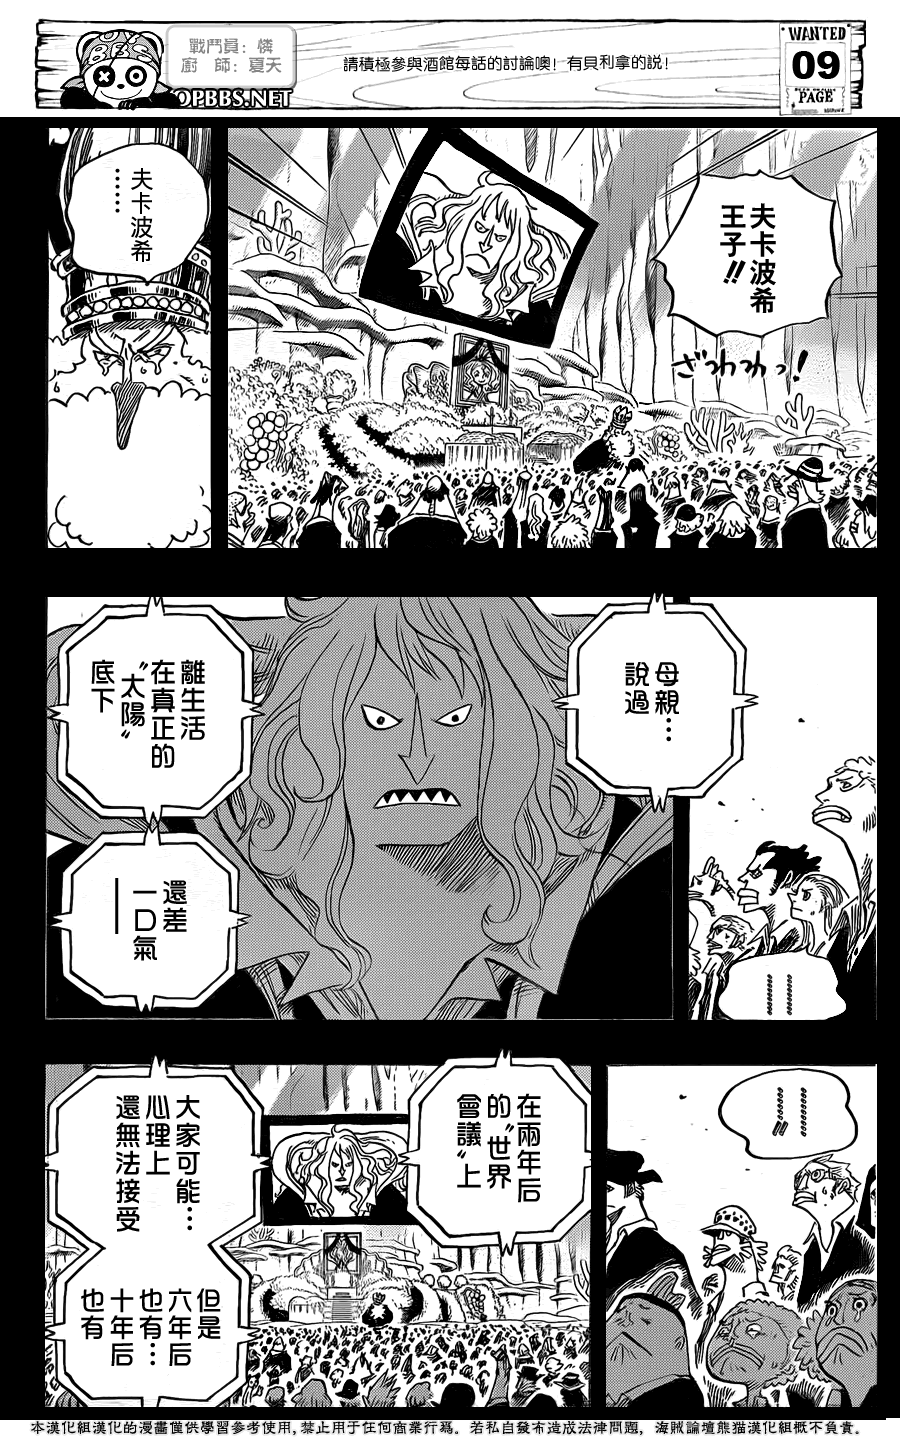 戰鬥員：憐
廚　師：夏天
OPBBS.NET
請積極參與酒館每話的討論噢！有貝利拿的説！
WANTED
09
PAGE
夫卡波希
王子!!
ざわわわっ！
夫卡波希
……
母親…
説過
離生活
在真正的
“太陽”
底下
還差
一口氣
——
……
……
在兩年后
的“世界
會議”上
大家可能…
心理上
還無法接受
但是
六年后
也有…
十年后
也有
………
………!!
本漢化組漢化的漫畫僅供學習參考使用,禁止用于任何商業行爲。若私自發布造成法律問題，海賊論壇熊猫漢化組概不負責。